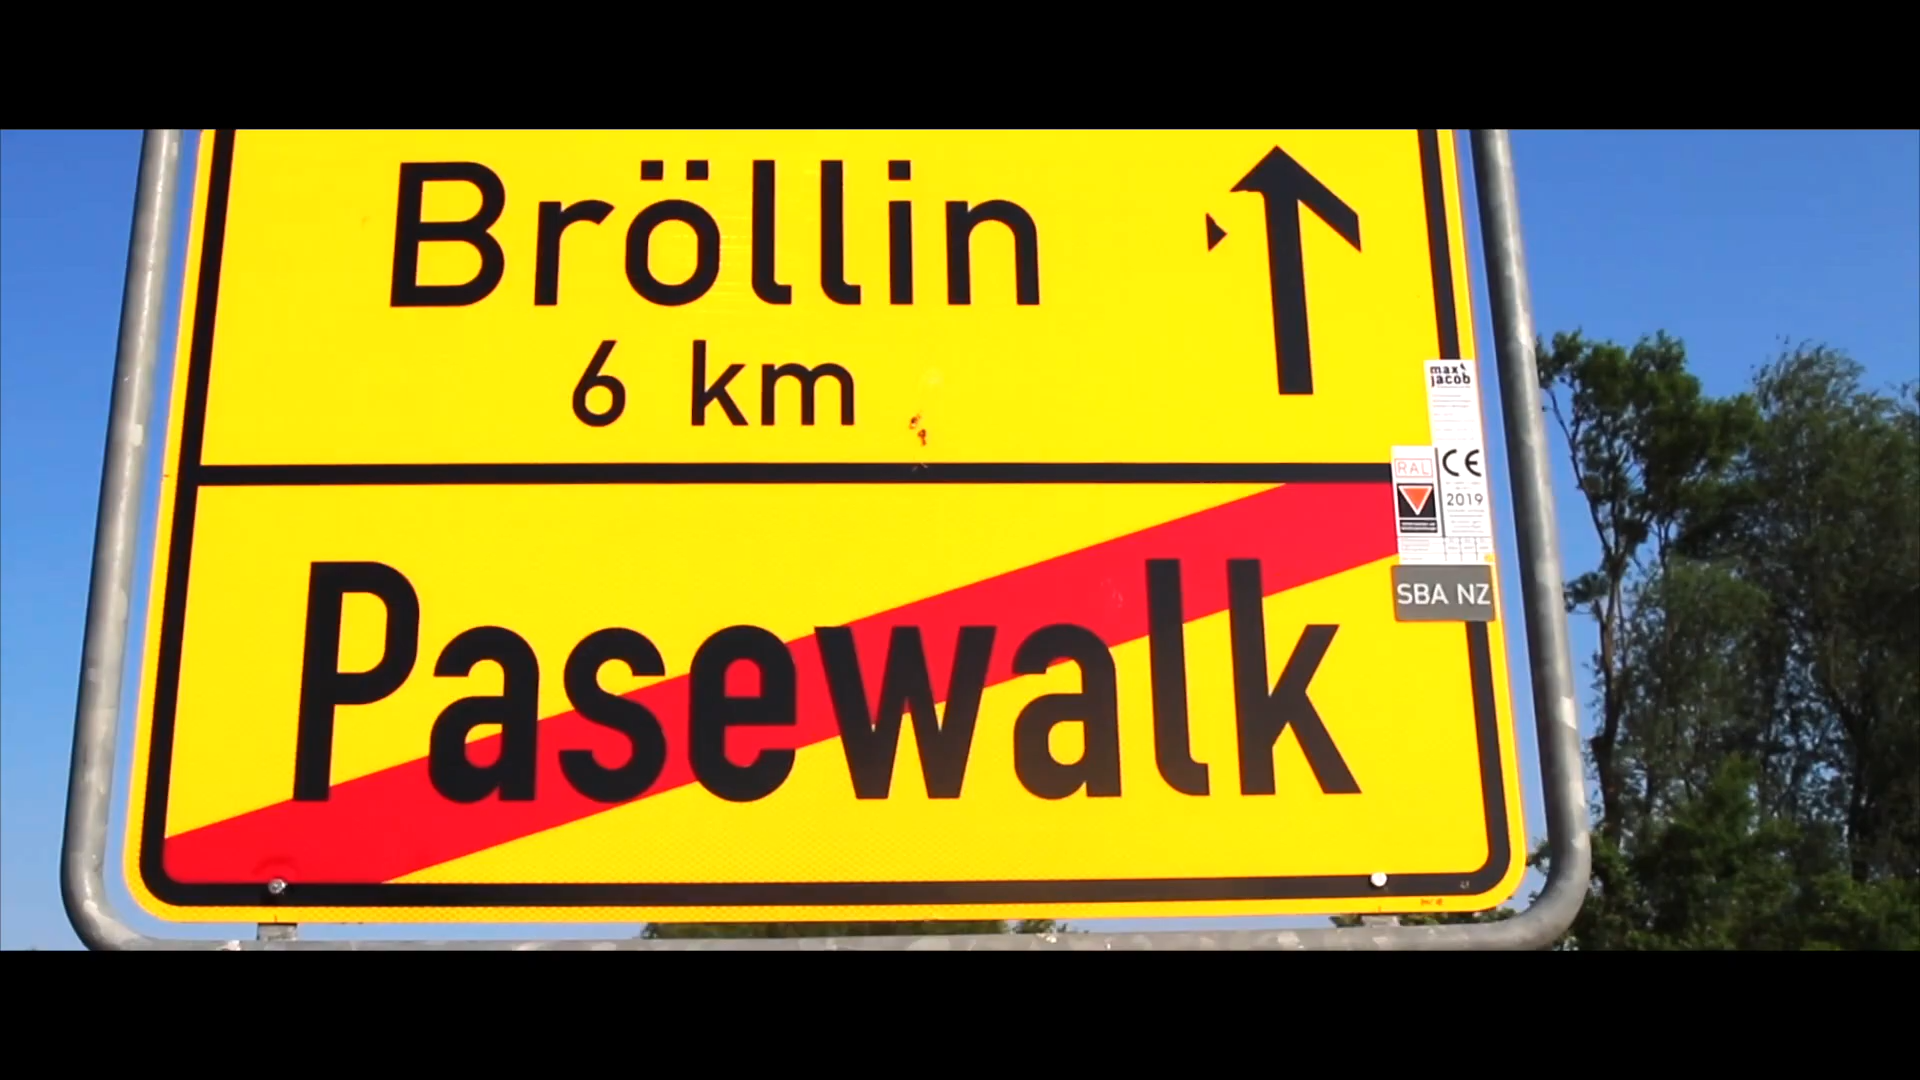 Bröllin
6 km
max jacob
RAL
CE
2019
SBA NZ
Pasewalk